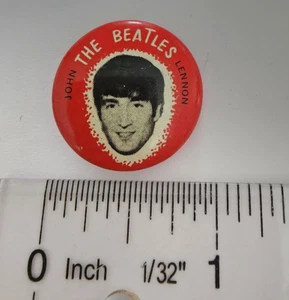 THE BEATLES
JOHN LENNON
0 Inch 1/32" 1